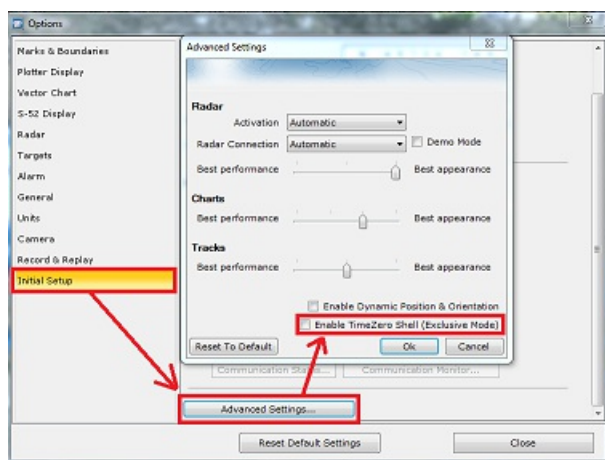 Options
Marks & Boundaries
Plotter Display
Vector Chart
S-52 Display
Radar
Targets
Alarm
General
Units
Camera
Record & Replay
Initial Setup
Advanced Settings
Radar
Activation Automatic
Radar Connection Automatic Demo Mode
Best performance Best appearance
Charts
Best performance Best appearance
Tracks
Best performance Best appearance
Enable Dynamic Position & Orientation
Enable TimeZero Shell (Exclusive Mode)
Reset To Default Ok Cancel
Communication Status... Communication Monitor...
Advanced Settings...
Reset Default Settings Close